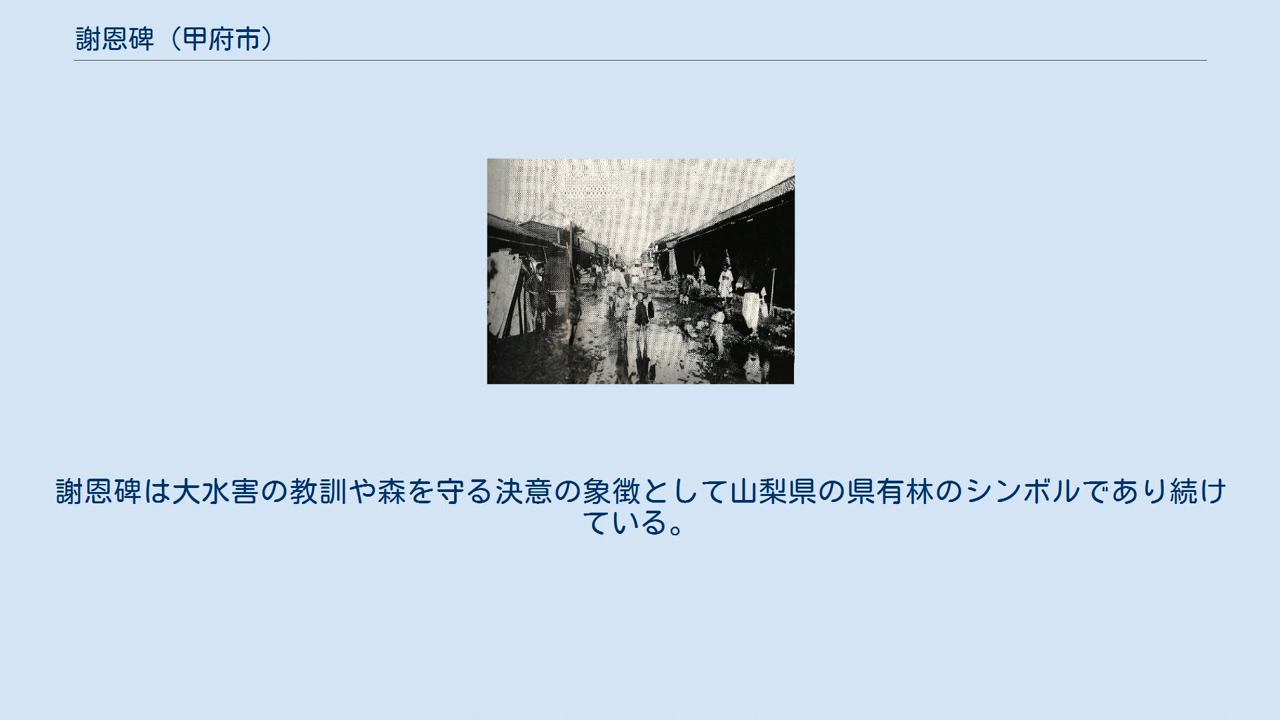 謝恩碑（甲府市）
謝恩碑は大水害の教訓や森を守る決意の象徴として山梨県の県有林のシンボルであり続け
ている。